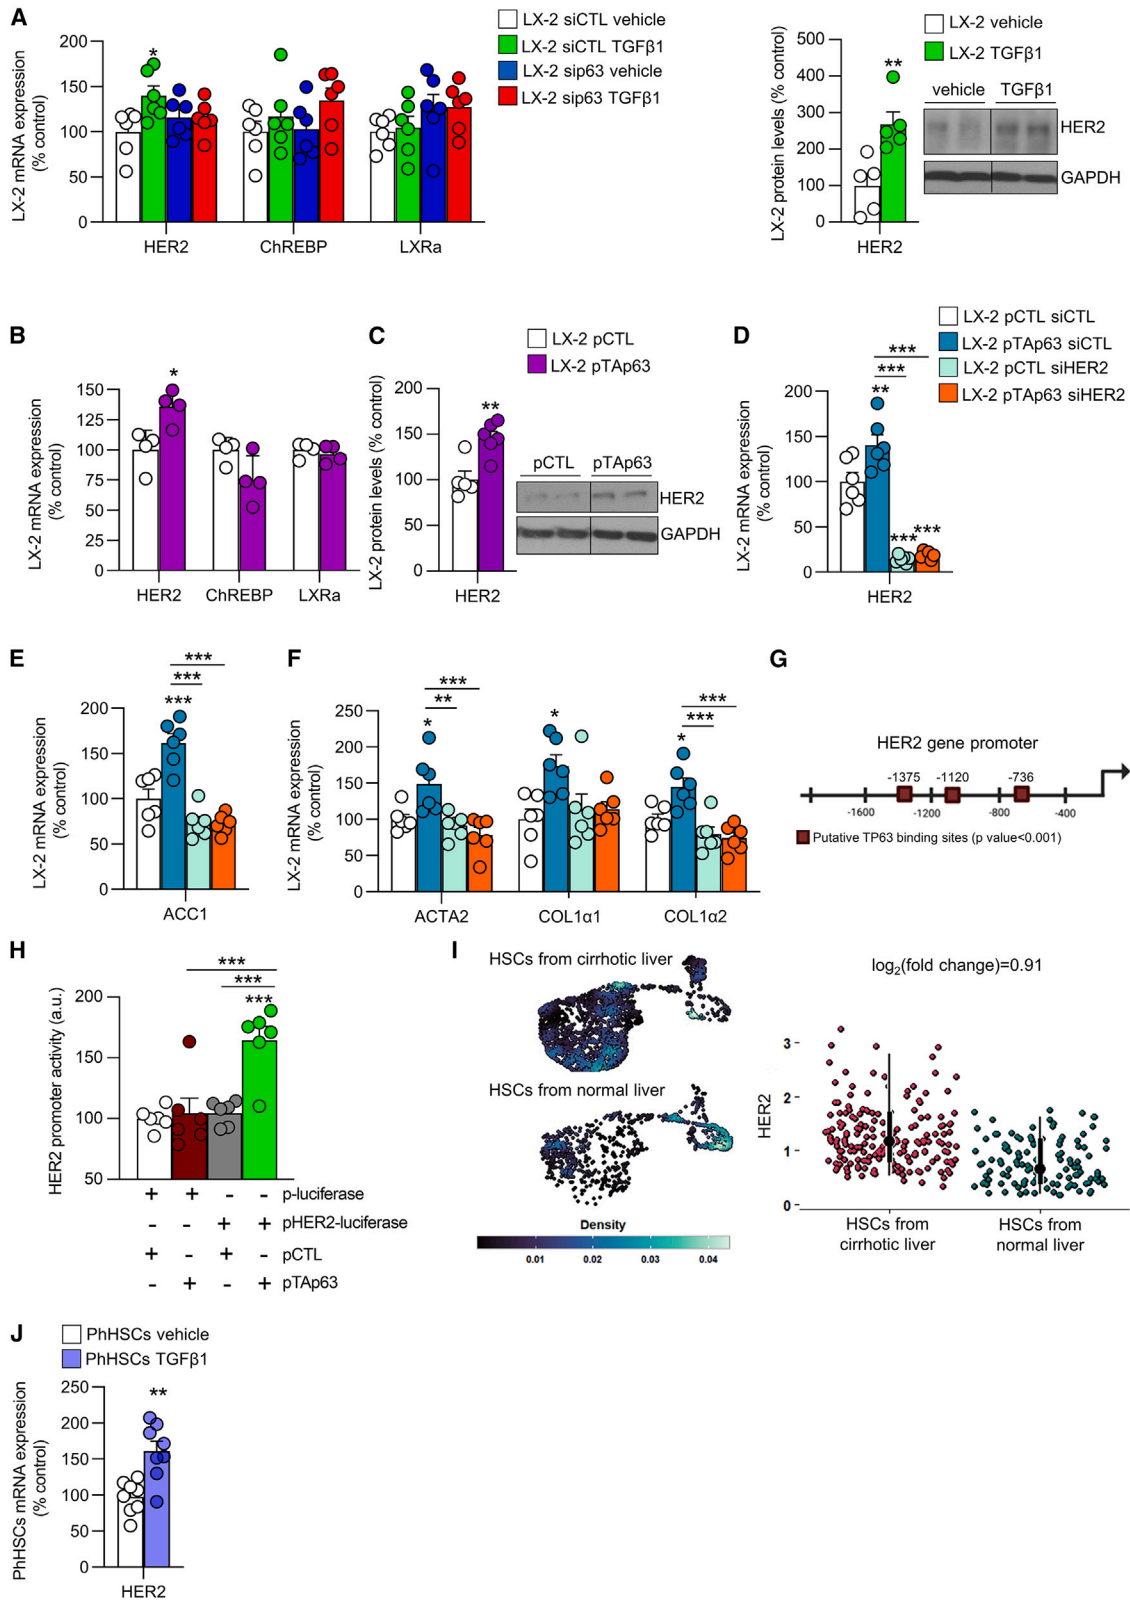 A
LX-2 mRNA expression
(% control)
200
150
100
50
0
*
HER2
ChREBP
LXRa
LX-2 siCTL vehicle
LX-2 siCTL TGFβ1
LX-2 sip63 vehicle
LX-2 sip63 TGFβ1
LX-2 protein levels (% control)
500
400
300
200
100
0
**
HER2
LX-2 vehicle
LX-2 TGFβ1
vehicle TGFβ1
HER2
GAPDH
B
LX-2 mRNA expression
(% control)
150
125
100
75
50
25
0
*
HER2
ChREBP
LXRa
C
LX-2 pCTL
LX-2 pTAp63
LX-2 protein levels (% control)
200
150
100
50
0
**
HER2
pCTL pTAp63
HER2
GAPDH
D
LX-2 pCTL siCTL
LX-2 pTAp63 siCTL
LX-2 pCTL siHER2
LX-2 pTAp63 siHER2
LX-2 mRNA expression
(% control)
200
150
100
50
0
***
***
**
***
***
HER2
E
LX-2 mRNA expression
(% control)
200
150
100
50
0
***
***
***
ACC1
F
LX-2 mRNA expression
(% control)
250
200
150
100
50
0
***
**
*
*
***
***
*
ACTA2
COL1α1
COL1α2
G
HER2 gene promoter
-1375
-1120
-736
-1600
-1200
-800
-400
Putative TP63 binding sites (p value<0.001)
H
HER2 promoter activity (a.u.)
200
150
100
50
***
***
***
+ + - - p-luciferase
- - + + pHER2-luciferase
+ - + - pCTL
- + - + pTAp63
I
HSCs from cirrhotic liver
HSCs from normal liver
Density
0.01
0.02
0.03
0.04
log₂(fold change)=0.91
HER2
3
2
1
0
HSCs from
cirrhotic liver
HSCs from
normal liver
J
PhHSCs vehicle
PhHSCs TGFβ1
PhHSCs mRNA expression
(% control)
250
200
150
100
50
0
**
HER2